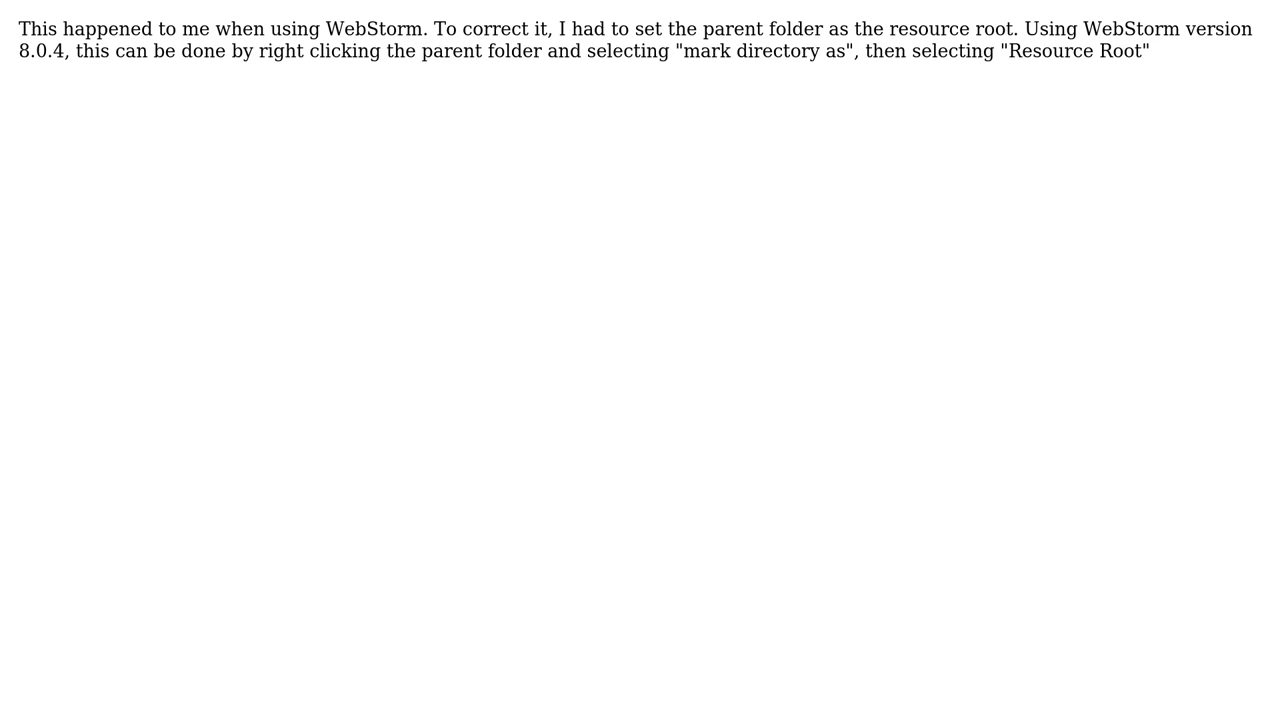 This happened to me when using WebStorm. To correct it, I had to set the parent folder as the resource root. Using WebStorm version
8.0.4, this can be done by right clicking the parent folder and selecting "mark directory as", then selecting "Resource Root"